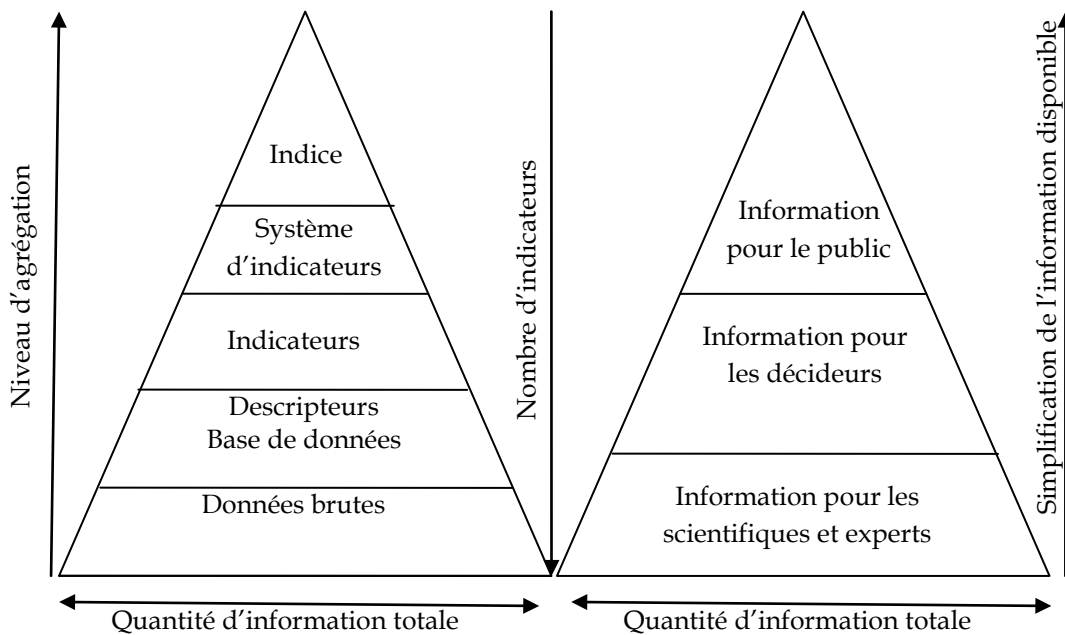 Niveau d'agrégation
Indice
Système
d'indicateurs
Indicateurs
Descripteurs
Base de données
Données brutes
Quantité d'information totale
Nombre d'indicateurs
Information
pour le public
Information pour
les décideurs
Information pour les
scientifiques et experts
Quantité d'information totale
Simplification de l'information disponible